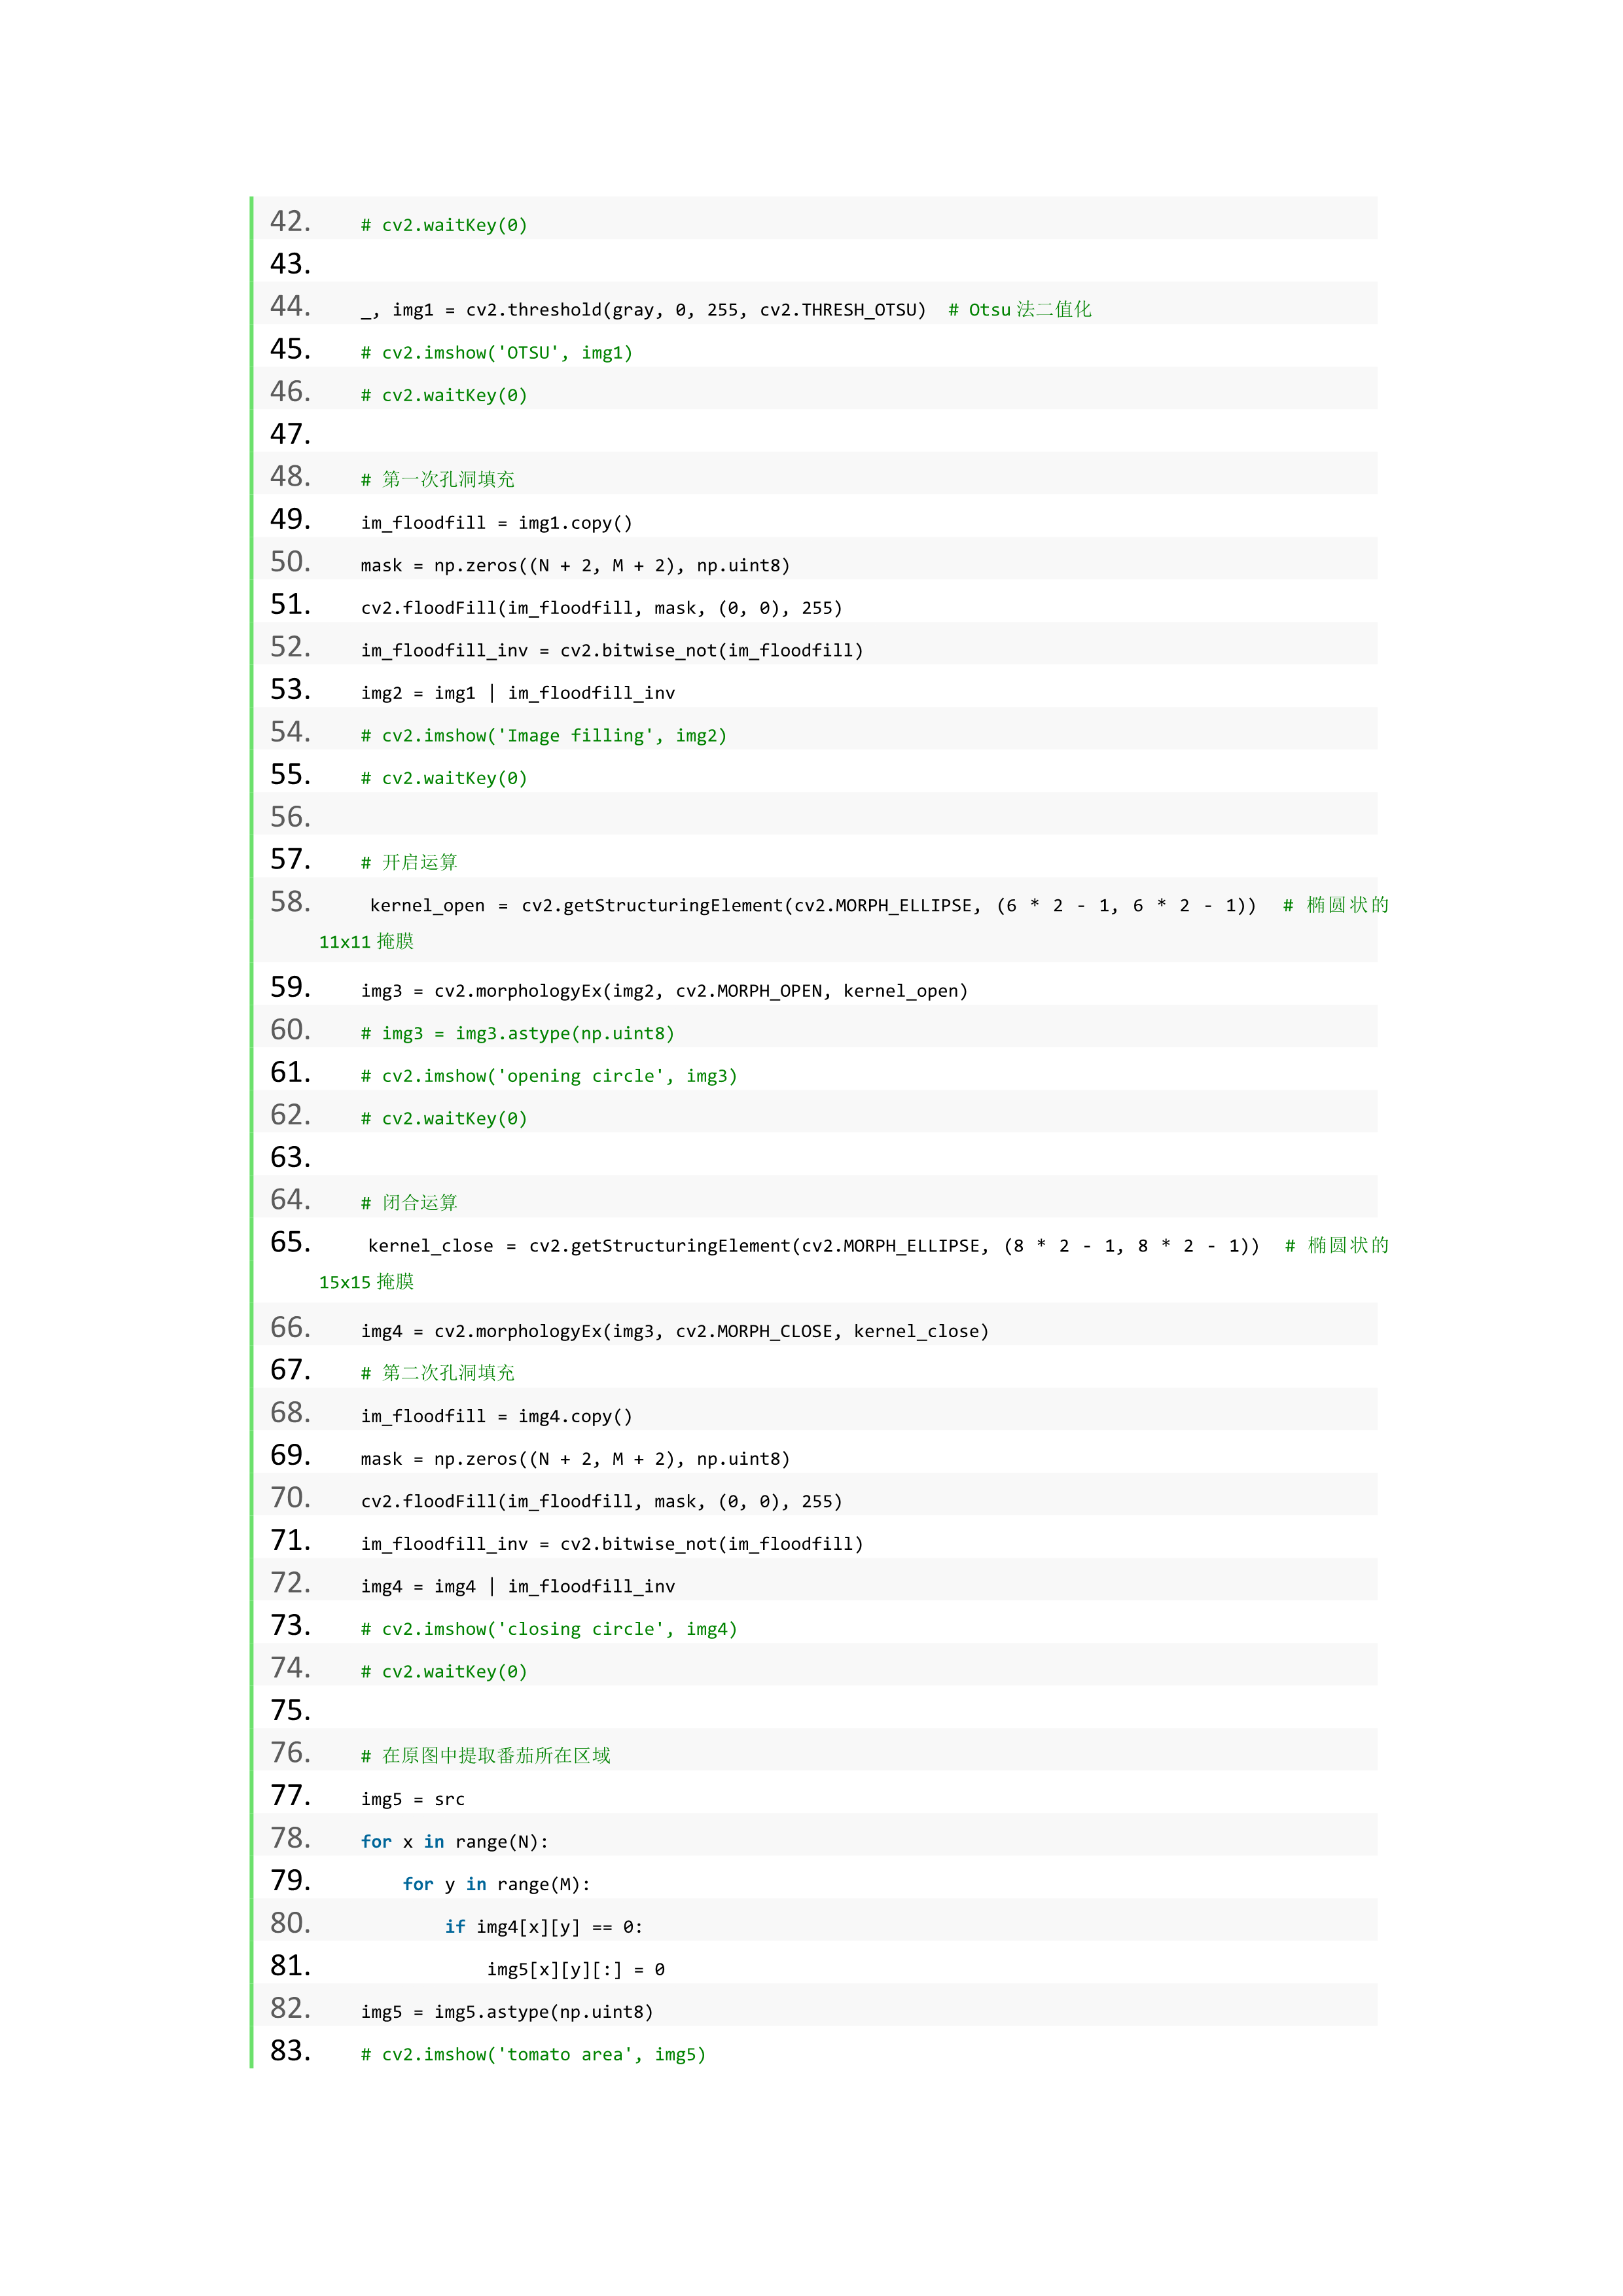 42.     # cv2.waitKey(0)
43.
44.     _, img1 = cv2.threshold(gray, 0, 255, cv2.THRESH_OTSU)  # Otsu 法二值化
45.     # cv2.imshow('OTSU', img1)
46.     # cv2.waitKey(0)
47.
48.     # 第一次孔洞填充
49.     im_floodfill = img1.copy()
50.     mask = np.zeros((N + 2, M + 2), np.uint8)
51.     cv2.floodFill(im_floodfill, mask, (0, 0), 255)
52.     im_floodfill_inv = cv2.bitwise_not(im_floodfill)
53.     img2 = img1 | im_floodfill_inv
54.     # cv2.imshow('Image filling', img2)
55.     # cv2.waitKey(0)
56.
57.     # 开启运算
58.     kernel_open = cv2.getStructuringElement(cv2.MORPH_ELLIPSE, (6 * 2 - 1, 6 * 2 - 1))  # 椭圆状的
11x11 掩膜
59.     img3 = cv2.morphologyEx(img2, cv2.MORPH_OPEN, kernel_open)
60.     # img3 = img3.astype(np.uint8)
61.     # cv2.imshow('opening circle', img3)
62.     # cv2.waitKey(0)
63.
64.     # 闭合运算
65.     kernel_close = cv2.getStructuringElement(cv2.MORPH_ELLIPSE, (8 * 2 - 1, 8 * 2 - 1))  # 椭圆状的
15x15 掩膜
66.     img4 = cv2.morphologyEx(img3, cv2.MORPH_CLOSE, kernel_close)
67.     # 第二次孔洞填充
68.     im_floodfill = img4.copy()
69.     mask = np.zeros((N + 2, M + 2), np.uint8)
70.     cv2.floodFill(im_floodfill, mask, (0, 0), 255)
71.     im_floodfill_inv = cv2.bitwise_not(im_floodfill)
72.     img4 = img4 | im_floodfill_inv
73.     # cv2.imshow('closing circle', img4)
74.     # cv2.waitKey(0)
75.
76.     # 在原图中提取番茄所在区域
77.     img5 = src
78.     for x in range(N):
79.         for y in range(M):
80.             if img4[x][y] == 0:
81.                 img5[x][y][:] = 0
82.     img5 = img5.astype(np.uint8)
83.     # cv2.imshow('tomato area', img5)